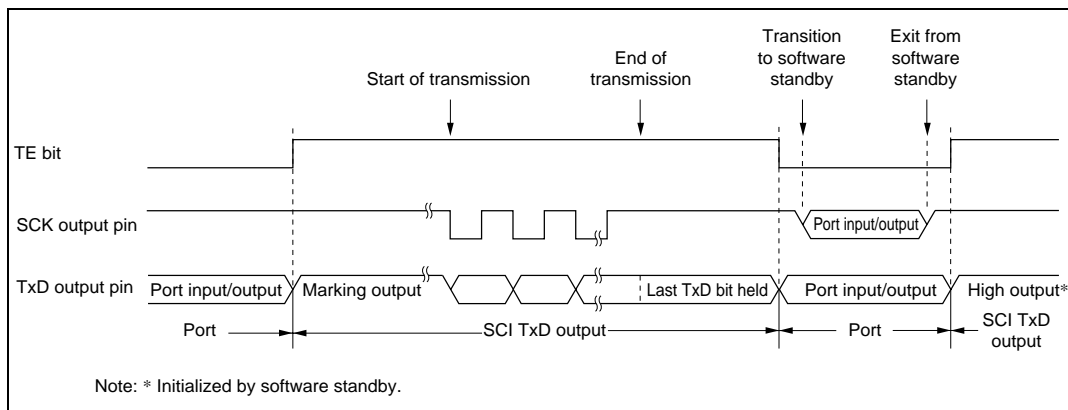 Transition
to software
standby
Exit from
software
standby
Start of transmission
End of
transmission
TE bit
SCK output pin
Port input/output
TxD output pin
Port input/output
Marking output
Last TxD bit held
Port input/output
High output*
Port
SCI TxD output
Port
SCI TxD
output
Note: * Initialized by software standby.